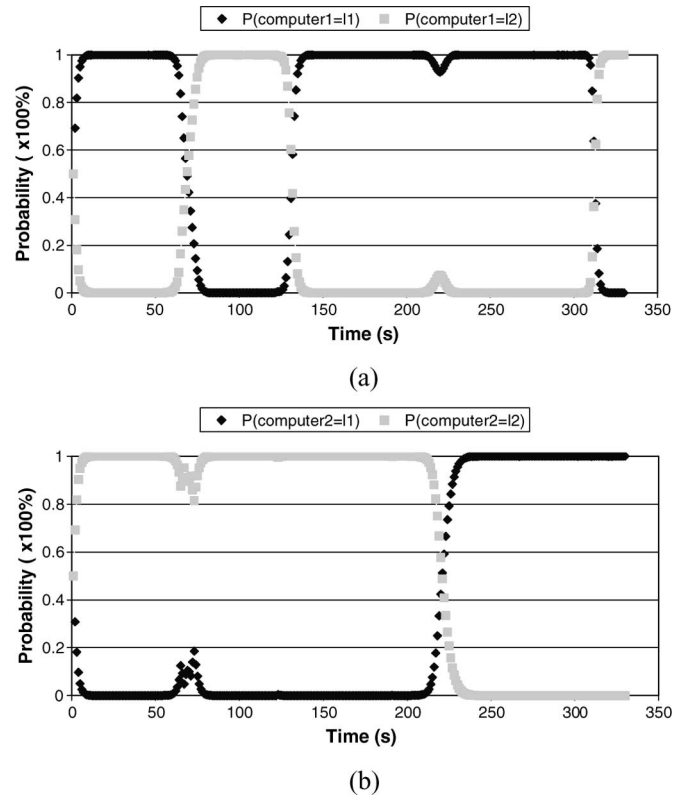 P(computer1=l1) P(computer1=l2)
Probability ( x100%)
1
0.8
0.6
0.4
0.2
0
0 50 100 150 200 250 300 350
Time (s)
(a)
P(computer2=l1) P(computer2=l2)
Probability ( x100%)
1
0.8
0.6
0.4
0.2
0
0 50 100 150 200 250 300 350
Time (s)
(b)